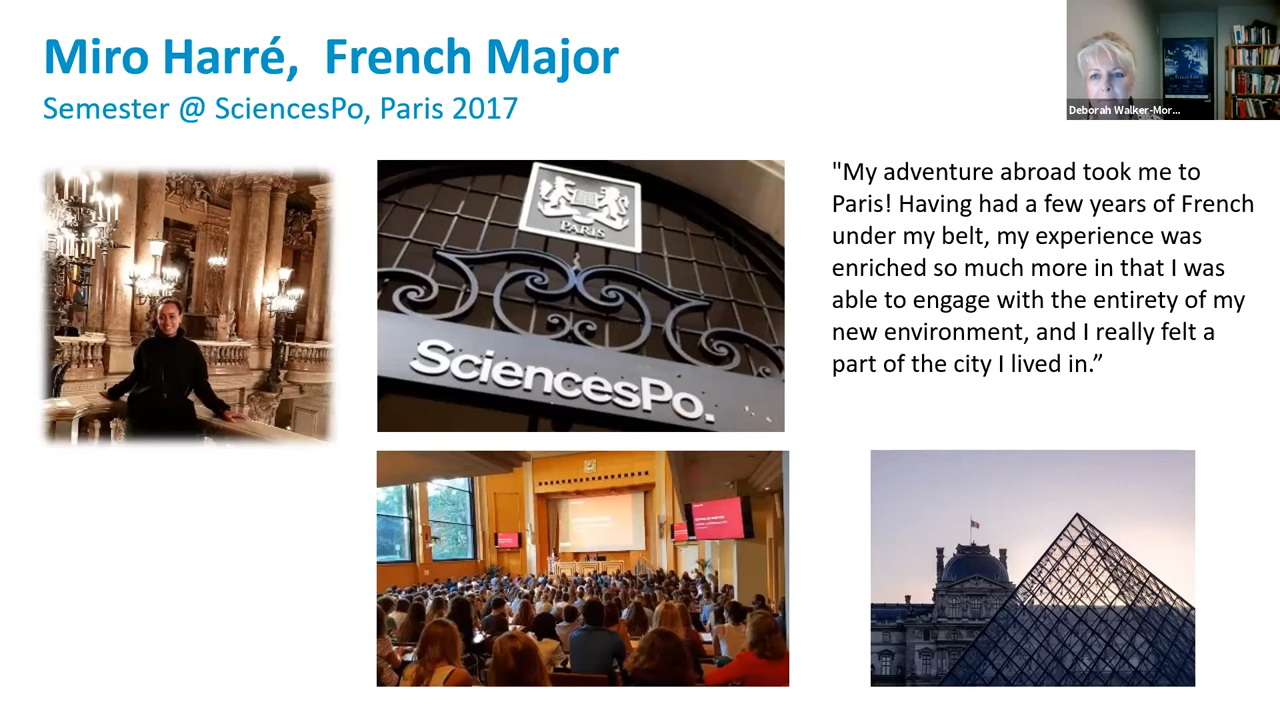 Miro Harré,  French Major
Semester @ SciencesPo, Paris 2017
Deborah Walker-Mor...
PARIS
SciencesPo.
"My adventure abroad took me to
Paris! Having had a few years of French
under my belt, my experience was
enriched so much more in that I was
able to engage with the entirety of my
new environment, and I really felt a
part of the city I lived in.”